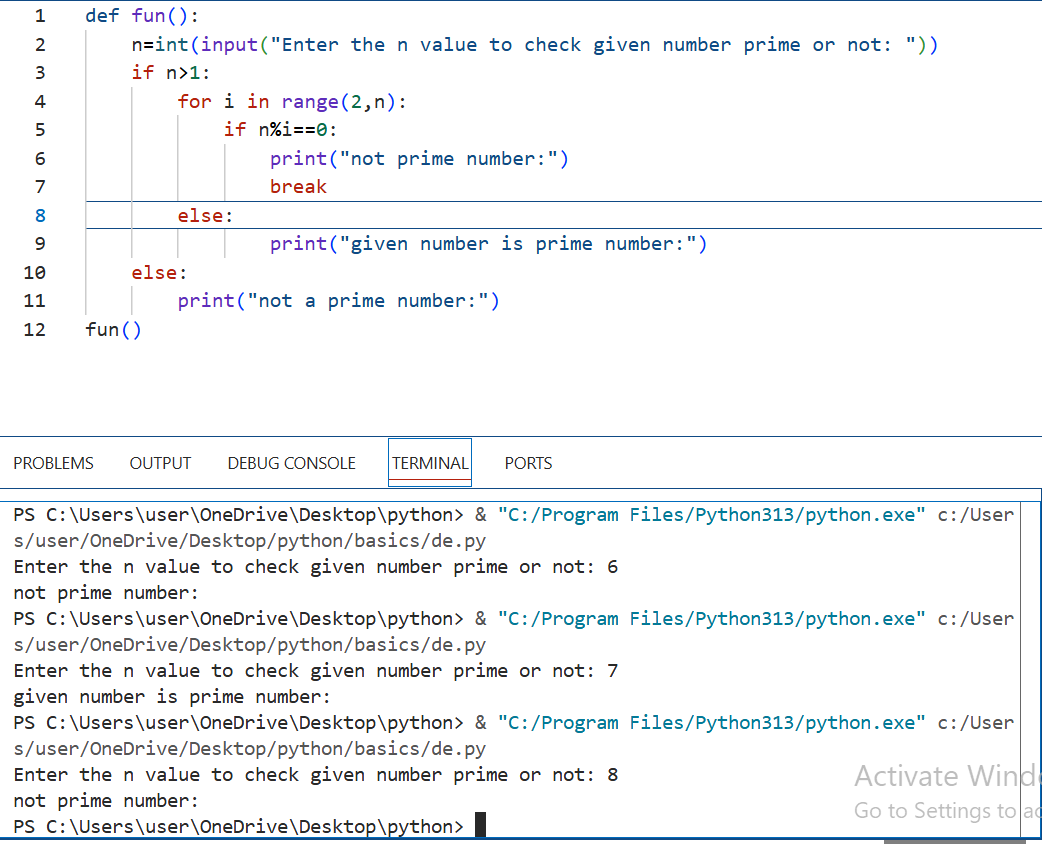 1 def fun():
2     n=int(input("Enter the n value to check given number prime or not: "))
3     if n>1:
4         for i in range(2,n):
5             if n%i==0:
6                 print("not prime number:")
7                 break
8         else:
9                 print("given number is prime number:")
10     else:
11         print("not a prime number:")
12 fun()
PROBLEMS OUTPUT DEBUG CONSOLE TERMINAL PORTS
PS C:\Users\user\OneDrive\Desktop\python> & "C:/Program Files/Python313/python.exe" c:/User
s/user/OneDrive/Desktop/python/basics/de.py
Enter the n value to check given number prime or not: 6
not prime number:
PS C:\Users\user\OneDrive\Desktop\python> & "C:/Program Files/Python313/python.exe" c:/User
s/user/OneDrive/Desktop/python/basics/de.py
Enter the n value to check given number prime or not: 7
given number is prime number:
PS C:\Users\user\OneDrive\Desktop\python> & "C:/Program Files/Python313/python.exe" c:/User
s/user/OneDrive/Desktop/python/basics/de.py
Enter the n value to check given number prime or not: 8
not prime number:
PS C:\Users\user\OneDrive\Desktop\python>
Activate Windo
Go to Settings to ac